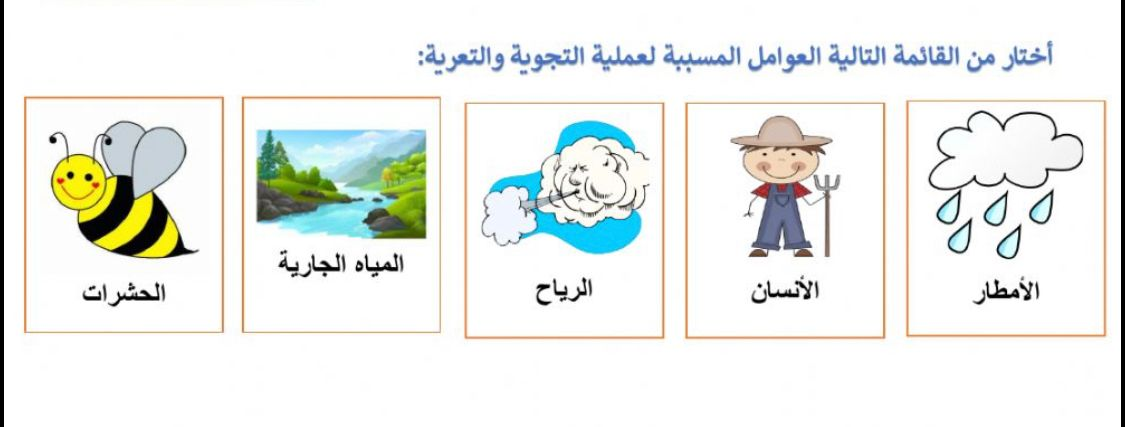 أختار من القائمة التالية العوامل المسببة لعملية التجوية والتعرية:
الأمطار
الأنسان
الرياح
المياه الجارية
الحشرات